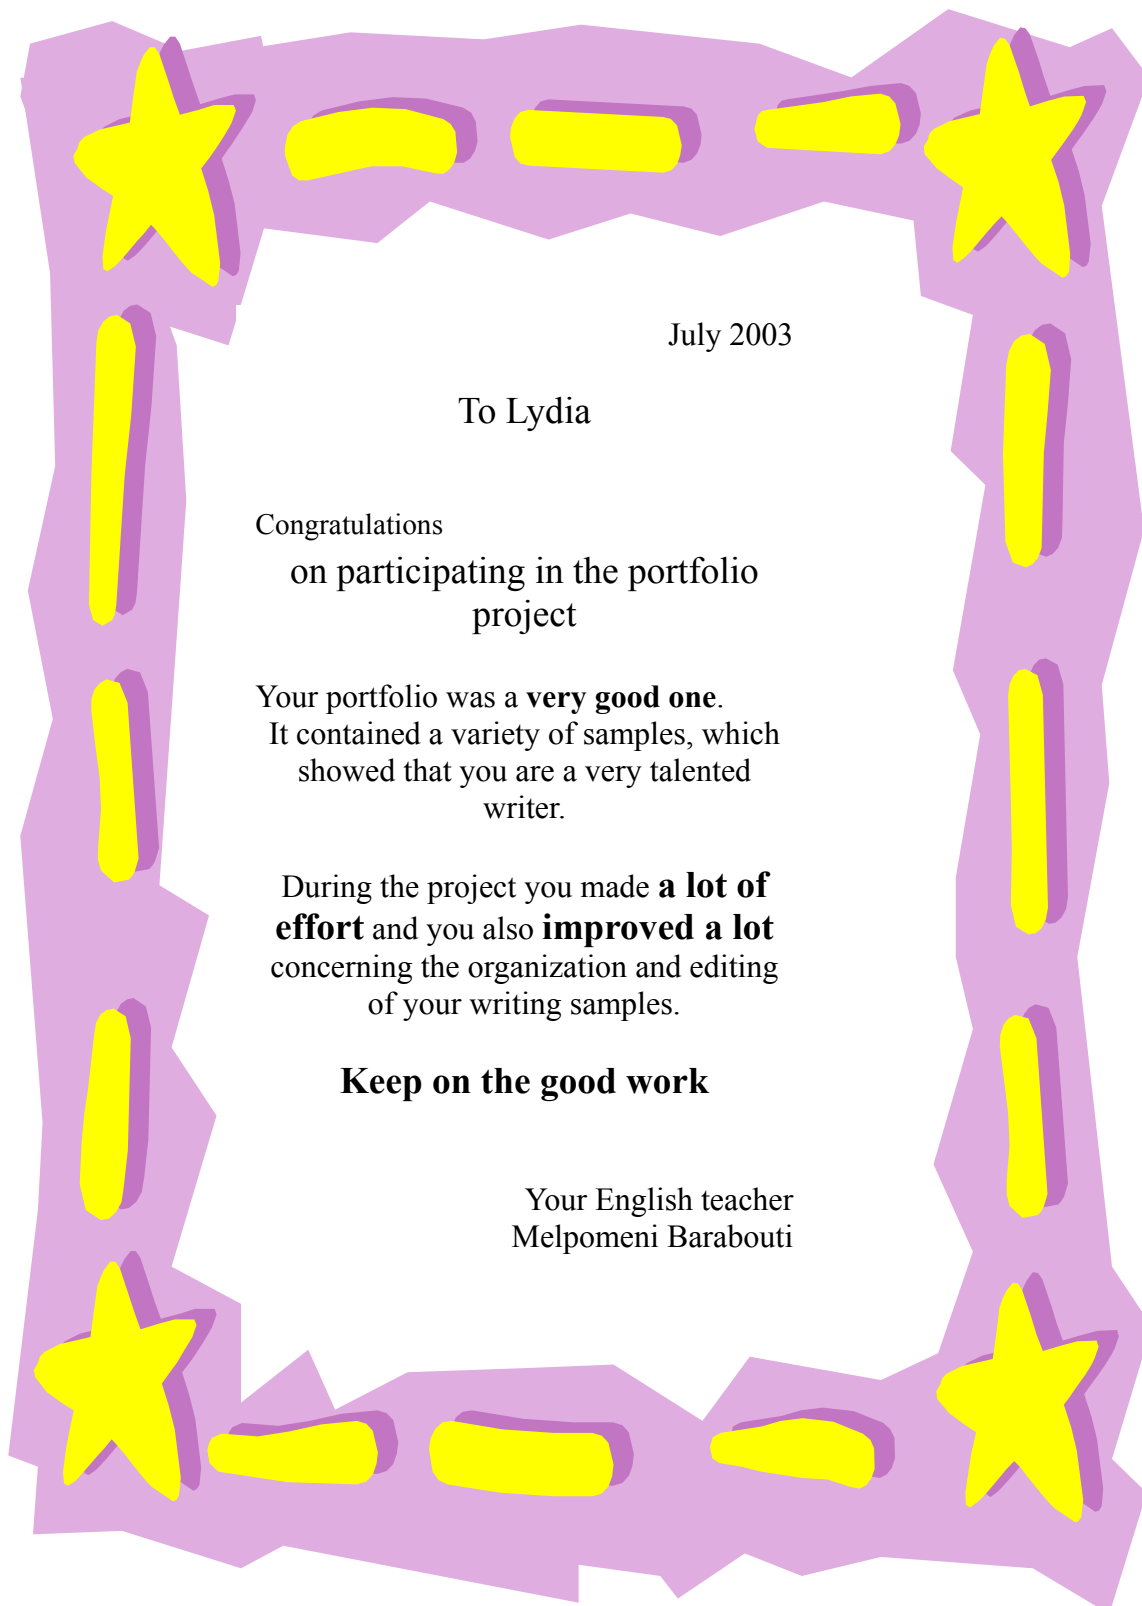 July 2003
To Lydia
Congratulations
on participating in the portfolio
project
Your portfolio was a very good one.
It contained a variety of samples, which
showed that you are a very talented
writer.
During the project you made a lot of
effort and you also improved a lot
concerning the organization and editing
of your writing samples.
Keep on the good work
Your English teacher
Melpomeni Barabouti